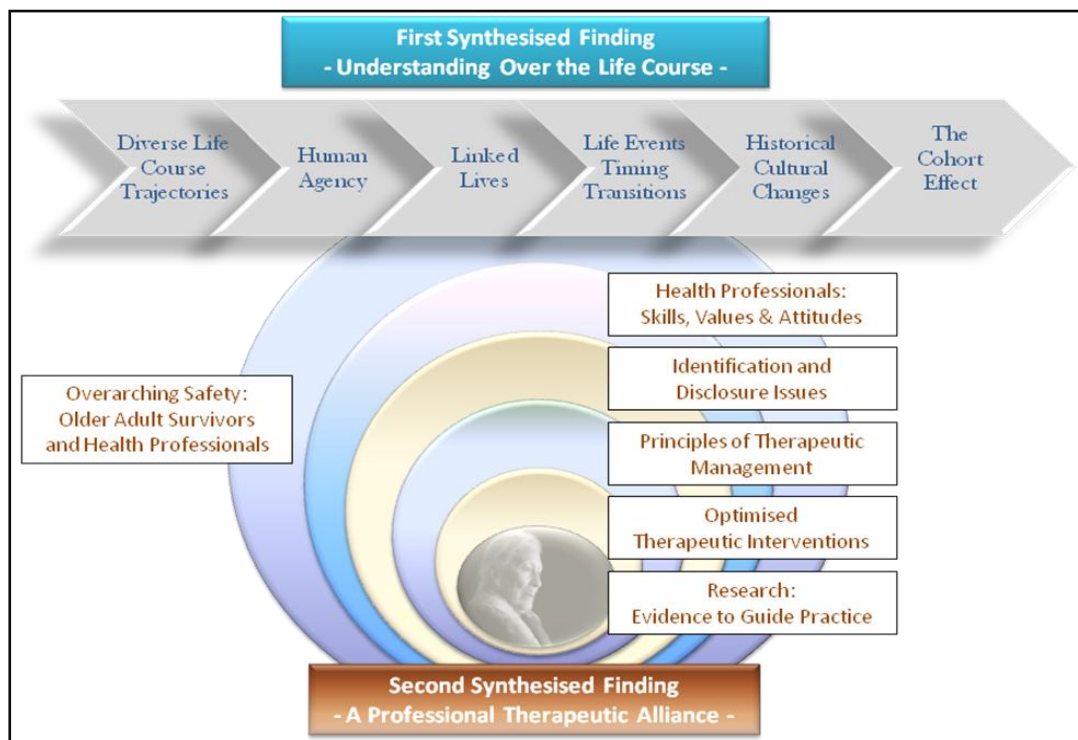 First Synthesised Finding
- Understanding Over the Life Course -
Diverse Life
Course
Trajectories
Human
Agency
Linked
Lives
Life Events
Timing
Transitions
Historical
Cultural
Changes
The
Cohort
Effect
Health Professionals:
Skills, Values & Attitudes
Identification and
Disclosure Issues
Overarching Safety:
Older Adult Survivors
and Health Professionals
Principles of Therapeutic
Management
Optimised
Therapeutic Interventions
Research:
Evidence to Guide Practice
Second Synthesised Finding
- A Professional Therapeutic Alliance -